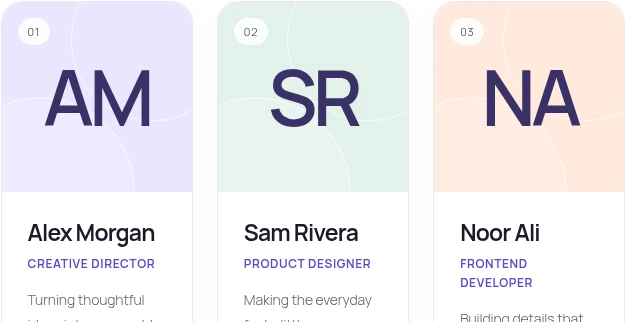 01
AM
Alex Morgan
CREATIVE DIRECTOR
Turning thoughtful
02
SR
Sam Rivera
PRODUCT DESIGNER
Making the everyday
03
NA
Noor Ali
FRONTEND
DEVELOPER
Building details that